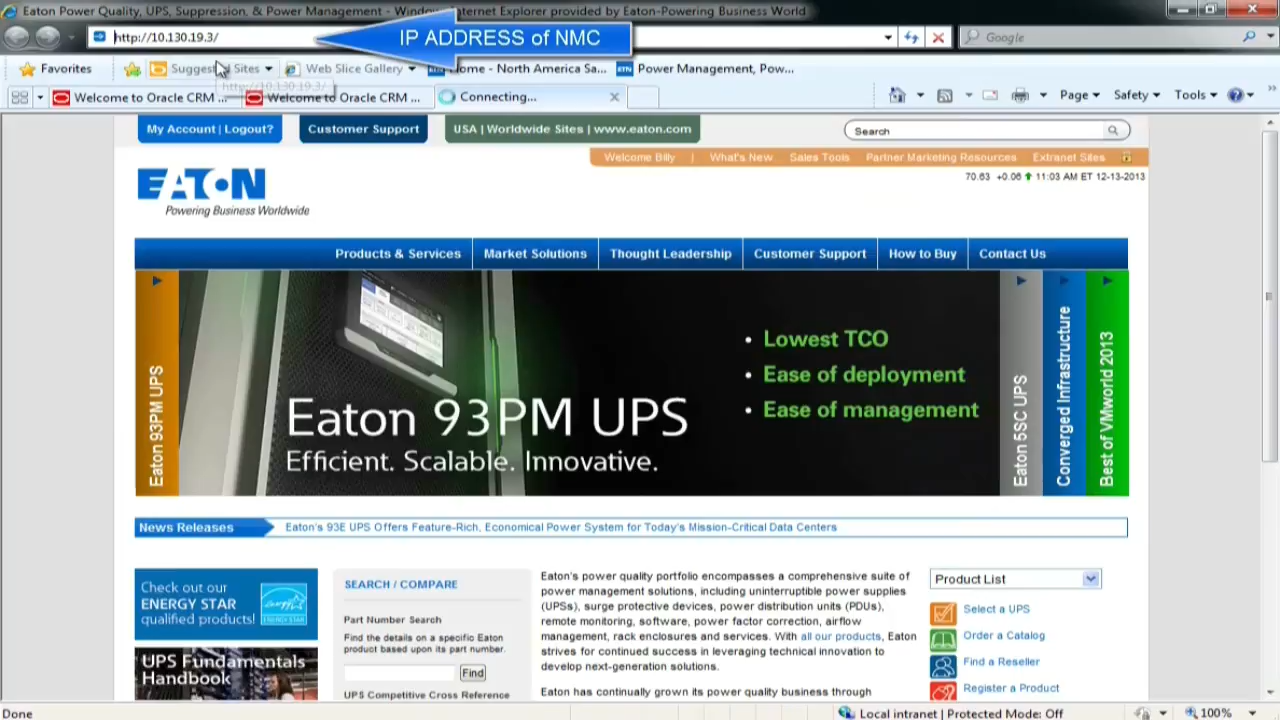 Eaton Power Quality, UPS, Suppression, & Power Management - Windows Internet Explorer provided by Eaton-Powering Business World
http://10.130.19.3/
IP ADDRESS of NMC
Google
Favorites
Suggested Sites
Web Slice Gallery
Home - North America Sa...
Power Management, Pow...
http://10.130.19.3/
Welcome to Oracle CRM ...
Welcome to Oracle CRM ...
Connecting...
Page
Safety
Tools
My Account | Logout?
Customer Support
USA | Worldwide Sites | www.eaton.com
Search
Welcome Billy | What's New Sales Tools Partner Marketing Resources Extranet Sites
70.63 +0.06 11:03 AM ET 12-13-2013
EATON
Powering Business Worldwide
Products & Services
Market Solutions
Thought Leadership
Customer Support
How to Buy
Contact Us
Eaton 93PM UPS
Eaton 93PM UPS
Efficient. Scalable. Innovative.
• Lowest TCO
• Ease of deployment
• Ease of management
Eaton 5SC UPS
Converged Infrastructure
Best of VMworld 2013
News Releases
Eaton's 93E UPS Offers Feature-Rich, Economical Power System for Today's Mission-Critical Data Centers
Check out our
ENERGY STAR
qualified products!
ENERGY STAR
UPS Fundamentals
Handbook
SEARCH / COMPARE
Part Number Search
Find the details on a specific Eaton
product based upon its part number.
Find
UPS Competitive Cross Reference
Eaton's power quality portfolio encompasses a comprehensive suite of
power management solutions, including uninterruptible power supplies
(UPSs), surge protective devices, power distribution units (PDUs),
remote monitoring, software, power factor correction, airflow
management, rack enclosures and services. With all our products, Eaton
strives for continued success in leveraging technical innovation to
develop next-generation solutions.
Eaton has continually grown its power quality business through
Product List
Select a UPS
Order a Catalog
Find a Reseller
Register a Product
Done
Local intranet | Protected Mode: Off
100%